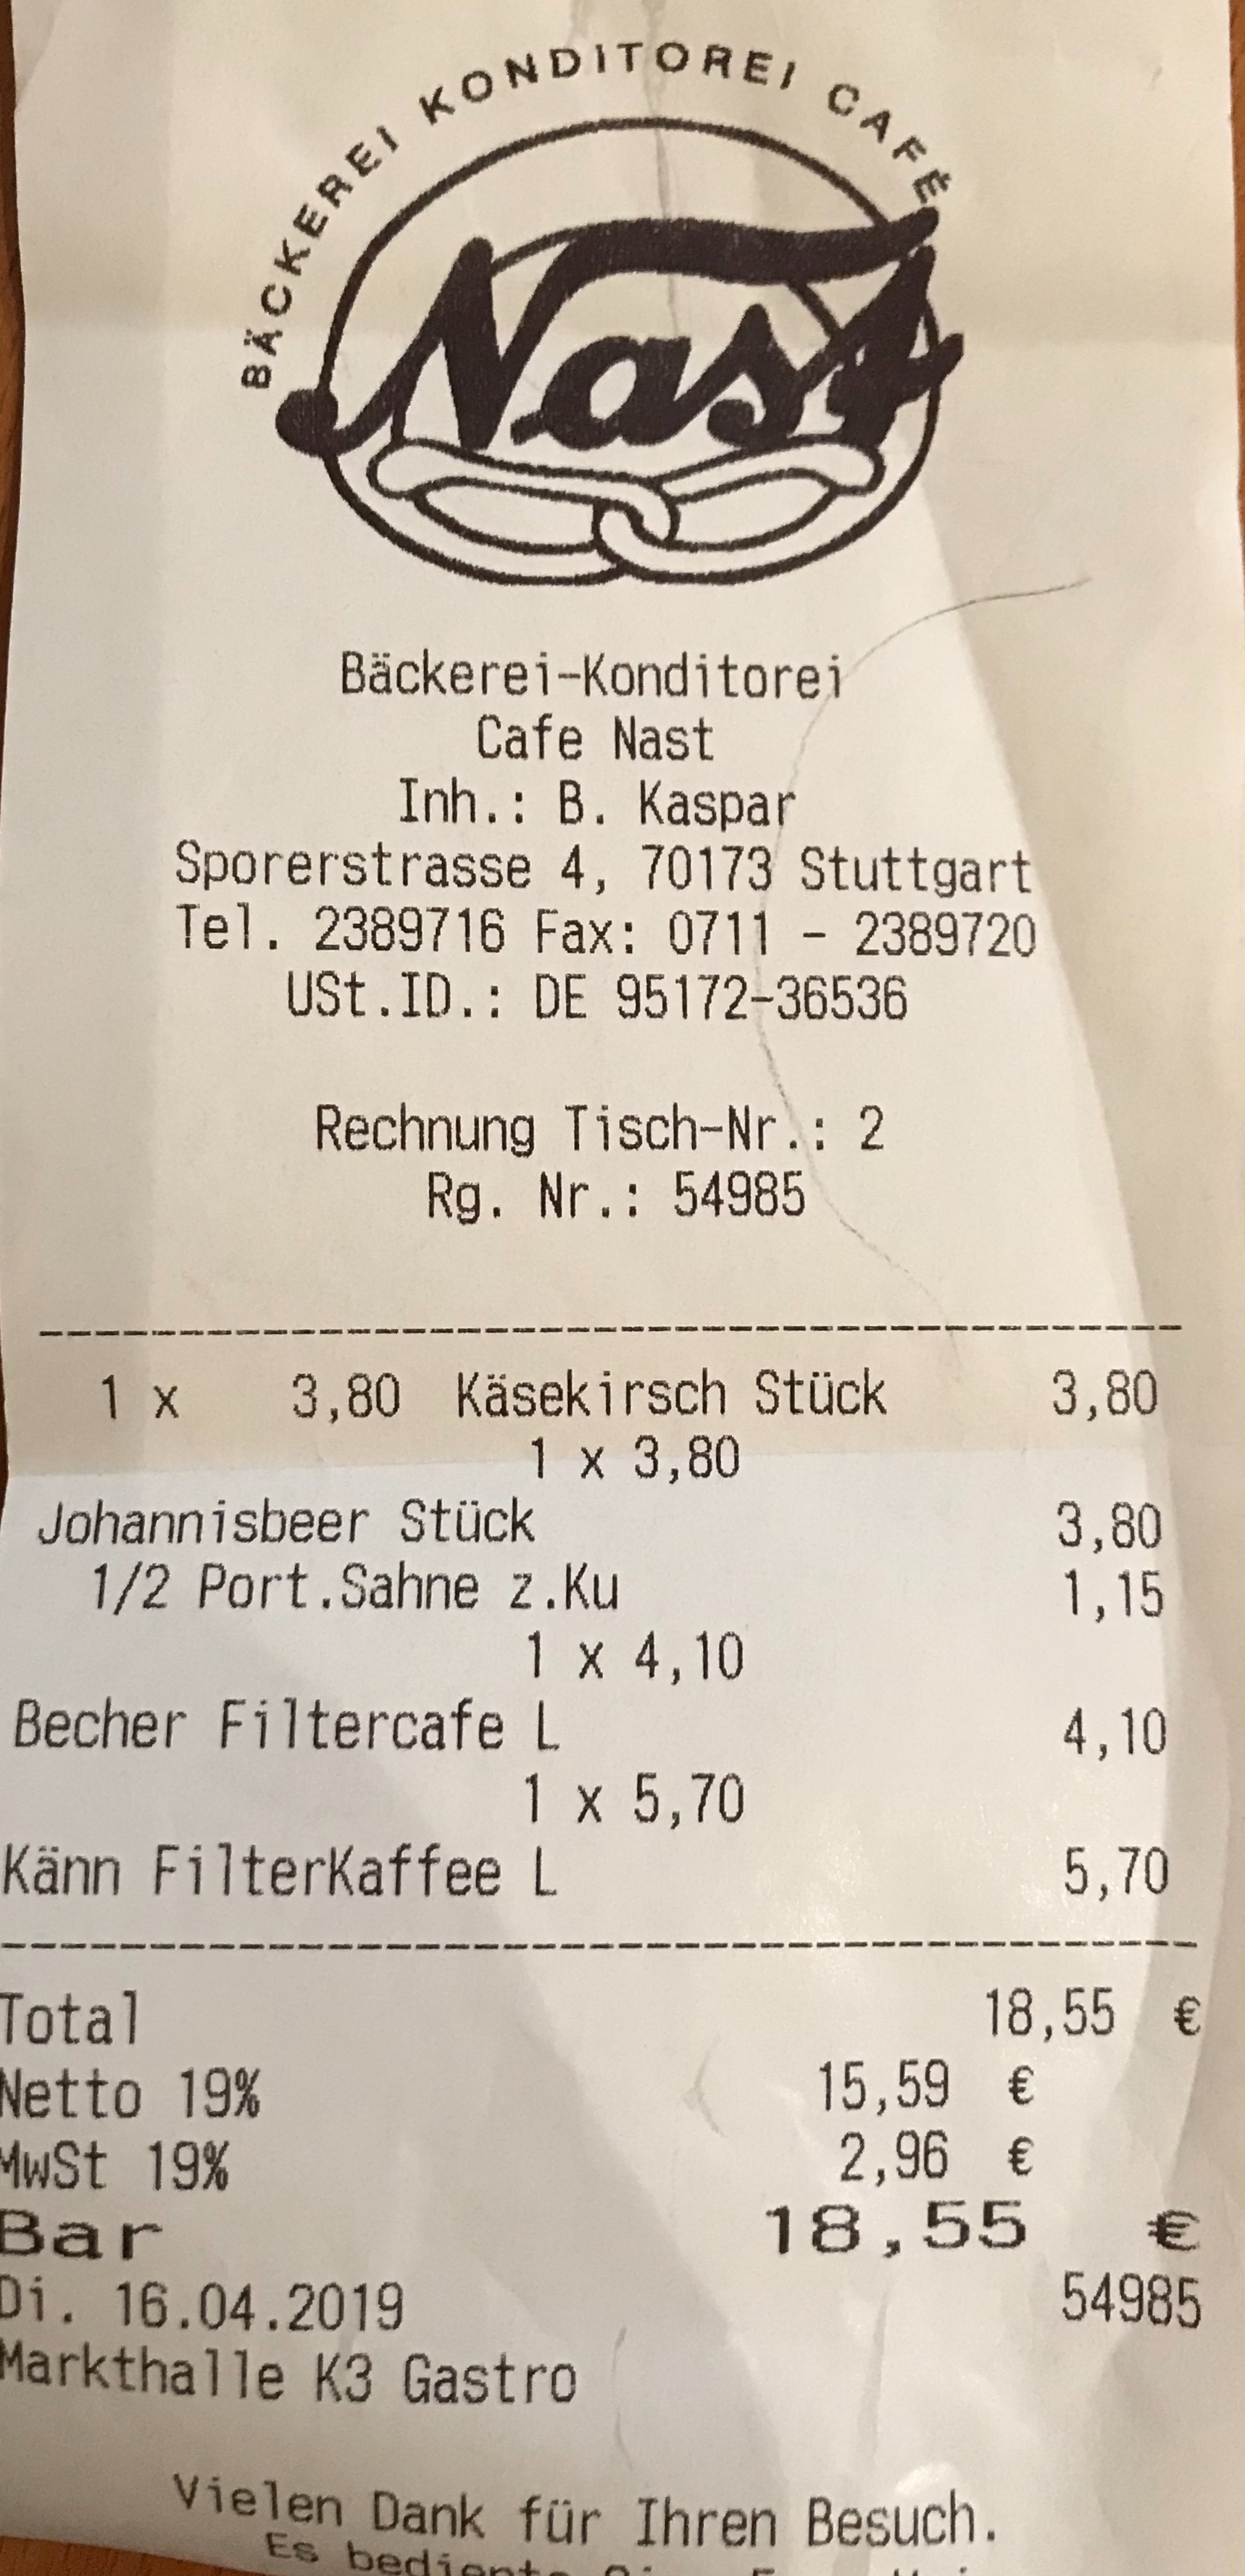 BÄCKEREI KONDITOREI CAFÉ
Nast
Bäckerei-Konditorei
Cafe Nast
Inh.: B. Kaspar
Sporerstrasse 4, 70173 Stuttgart
Tel. 2389716 Fax: 0711 - 2389720
USt.ID.: DE 95172-36536
Rechnung Tisch-Nr.: 2
Rg. Nr.: 54985
1 x 3,80 Käsekirsch Stück 3,80
1 x 3,80
Johannisbeer Stück 3,80
1/2 Port.Sahne z.Ku 1,15
1 x 4,10
Becher Filtercafe L 4,10
1 x 5,70
Känn FilterKaffee L 5,70
Total 18,55 €
Netto 19% 15,59 €
MwSt 19% 2,96 €
Bar 18,55 €
Di. 16.04.2019 54985
Markthalle K3 Gastro
Vielen Dank für Ihren Besuch.
Es bediente